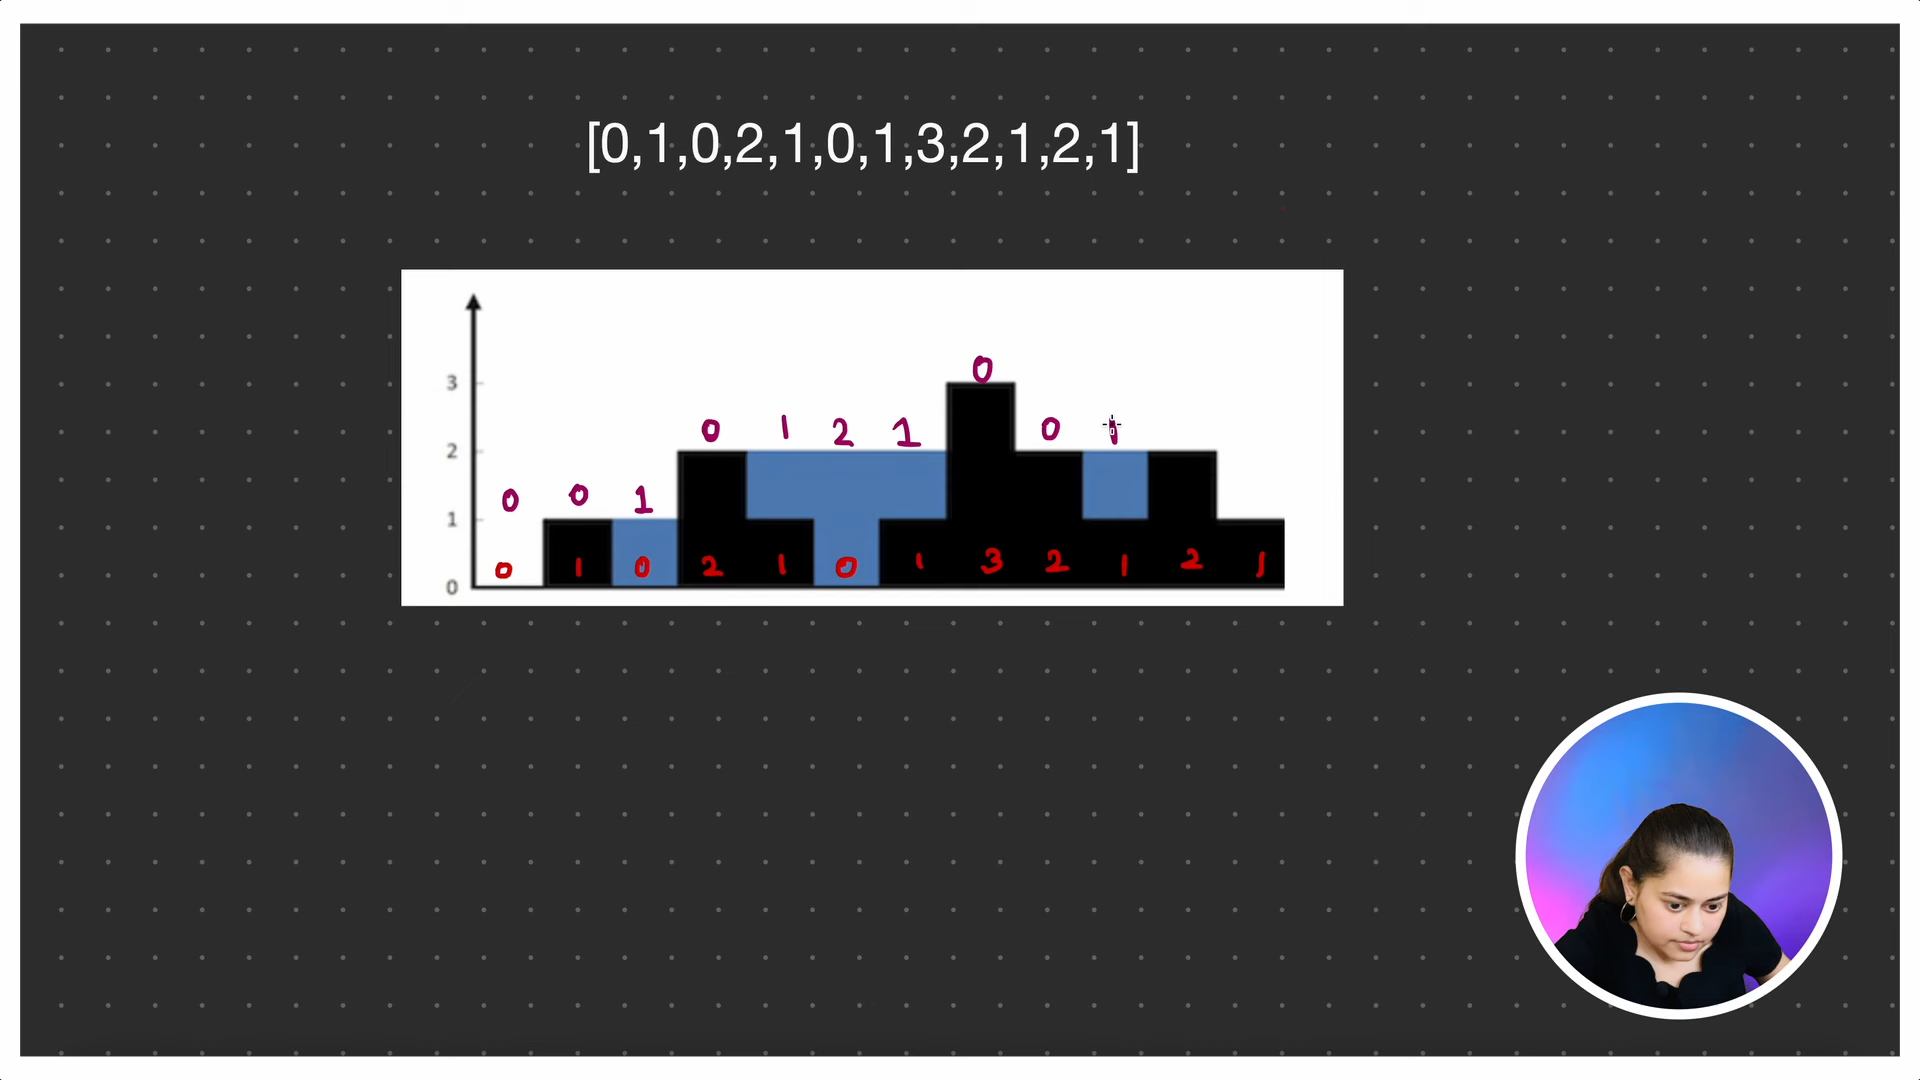 [0,1,0,2,1,0,1,3,2,1,2,1]
0
3
0 1 2 1 0 1
2
0 0 1
1
0 1 0 2 1 0 1 3 2 1 2 1
0